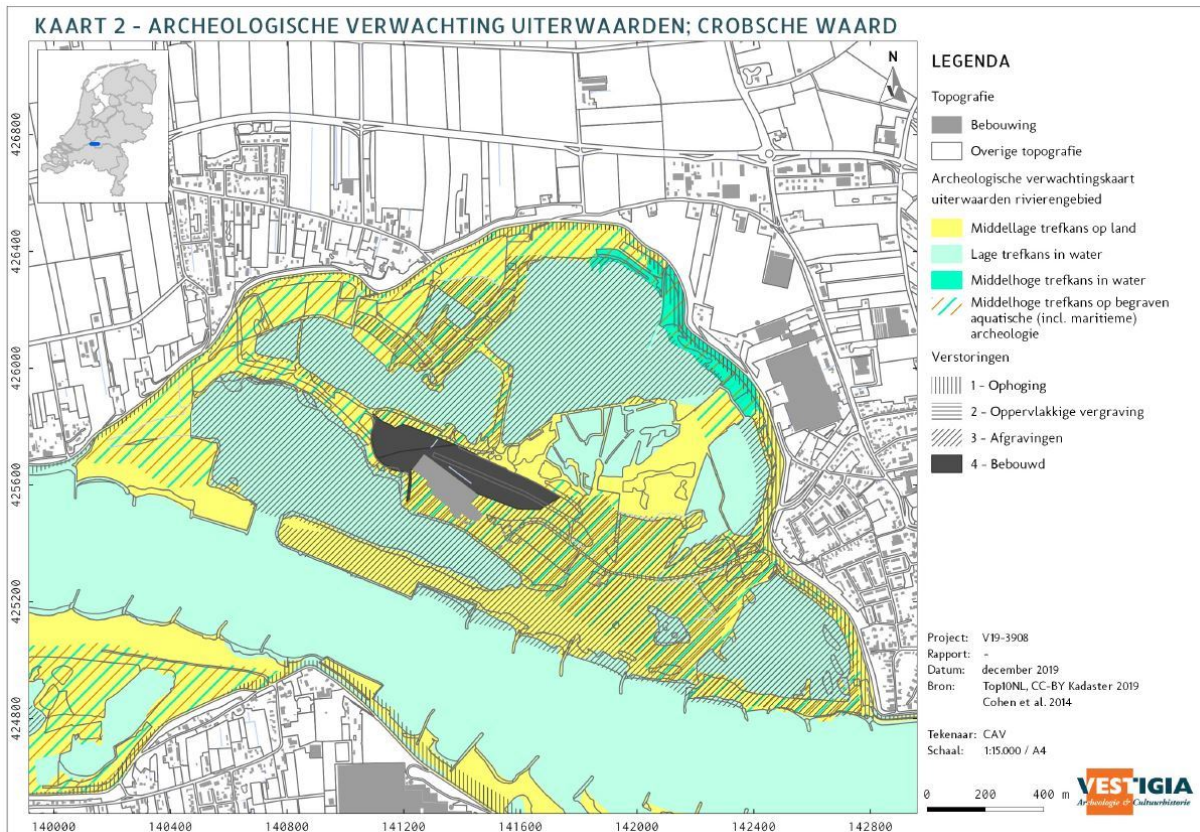 KAART 2 - ARCHEOLOGISCHE VERWACHTING UITERWAARDEN; CROBSCHE WAARD
N
LEGENDA
Topografie
Bebouwing
Overige topografie
Archeologische verwachtingskaart
uiterwaarden rivierengebied
Middellage trefkans op land
Lage trefkans in water
Middelhoge trefkans in water
Middelhoge trefkans op begraven
aquatische (incl. maritieme)
archeologie
Verstoringen
1 - Ophoging
2 - Oppervlakkige vergraving
3 - Afgravingen
4 - Bebouwd
Project: V19-3908
Rapport: -
Datum: december 2019
Bron: Top10NL, CC-BY Kadaster 2019
Cohen et al. 2014
Tekenaar: CAV
Schaal: 1:15.000 / A4
0 200 400 m
VESTIGIA
Archeologie & Cultuurhistorie
426800
426400
426000
425600
425200
424800
140000 140400 140800 141200 141600 142000 142400 142800